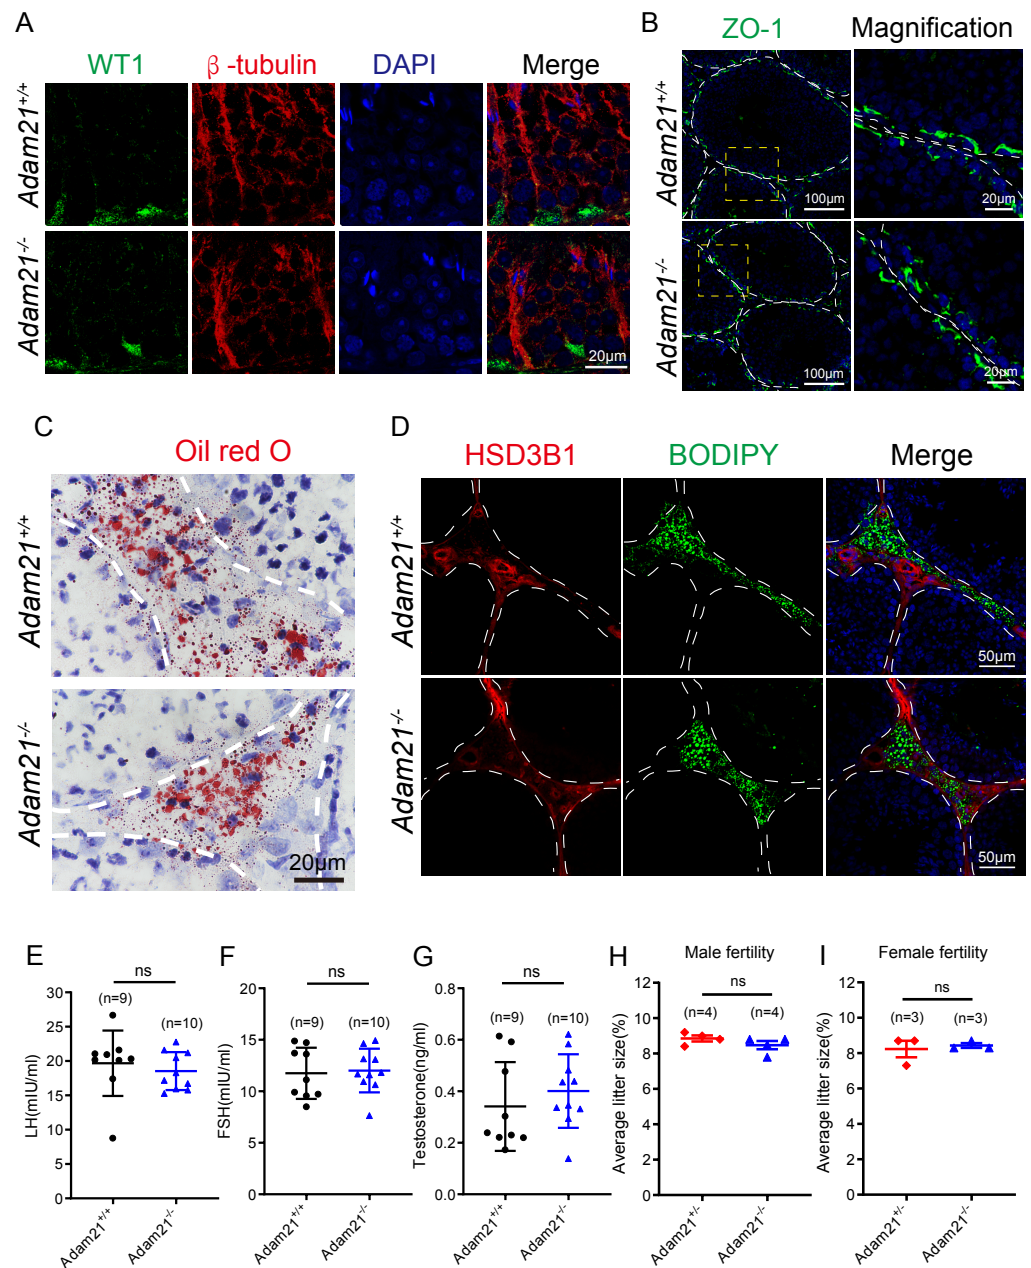 A
WT1 β -tubulin DAPI Merge
Adam21+/+
Adam21-/-
20μm
B
ZO-1 Magnification
Adam21+/+
100μm 20μm
Adam21-/-
100μm 20μm
C
Oil red O
Adam21+/+
Adam21-/-
20μm
D
HSD3B1 BODIPY Merge
Adam21+/+
50μm
Adam21-/-
50μm
E
ns
(n=9)
(n=10)
LH(mIU/ml)
30
25
20
15
10
5
0
Adam21+/+ Adam21-/-
F
ns
(n=9) (n=10)
FSH(mIU/ml)
20
15
10
5
0
Adam21+/+ Adam21-/-
G
ns
(n=9) (n=10)
Testosterone(ng/ml)
0.8
0.6
0.4
0.2
0.0
Adam21+/+ Adam21-/-
H
Male fertility
ns
(n=4) (n=4)
Average litter size(%)
12
10
8
6
4
2
0
Adam21+/- Adam21-/-
I
Female fertility
ns
(n=3) (n=3)
Average litter size(%)
12
10
8
6
4
2
0
Adam21+/- Adam21-/-